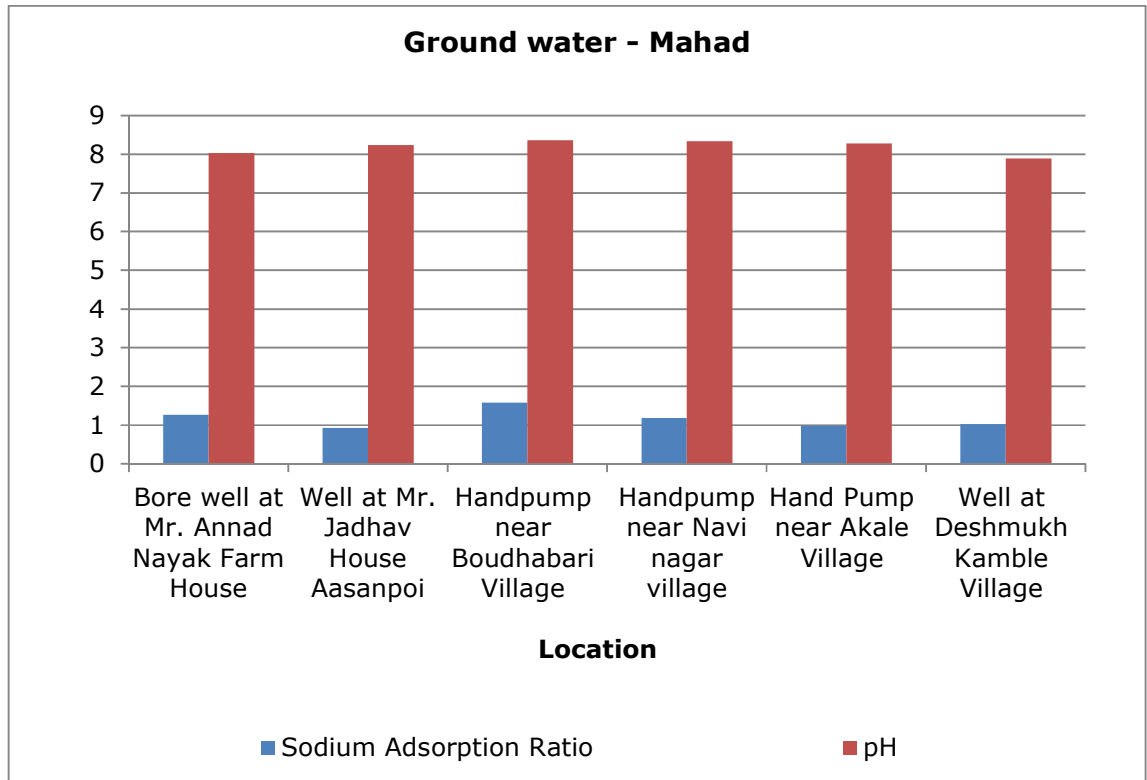 Ground water - Mahad
9
8
7
6
5
4
3
2
1
0
Bore well at
Mr. Annad
Nayak Farm
House
Well at Mr.
Jadhav
House
Aasanpoi
Handpump
near
Boudhabari
Village
Handpump
near Navi
nagar
village
Hand Pump
near Akale
Village
Well at
Deshmukh
Kamble
Village
Location
Sodium Adsorption Ratio
pH